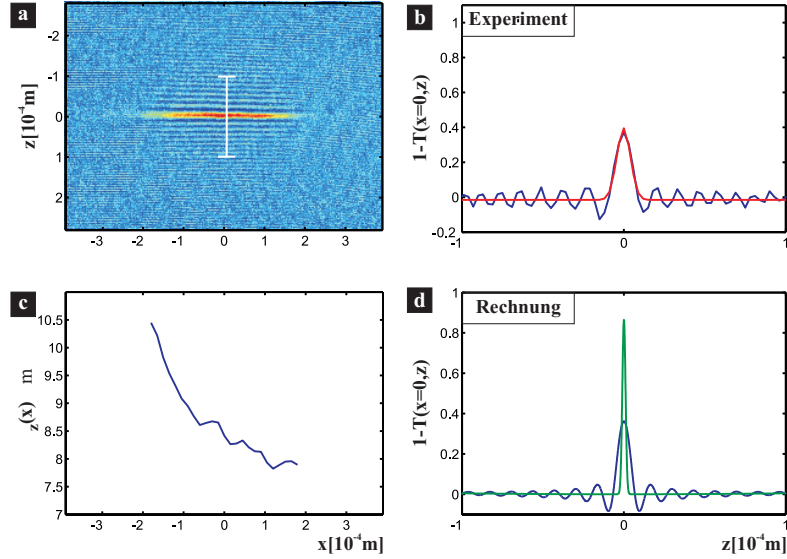 a
z[10⁻⁴m]
-2
-1
0
1
2
-3 -2 -1 0 1 2 3
b
Experiment
1-T(x=0,z)
1
0.8
0.6
0.4
0.2
0
-0.2
-1 0 1
c
z(x) m
10.5
10
9.5
9
8.5
8
7.5
7
-3 -2 -1 0 1 2 3
x[10⁻⁴m]
d
Rechnung
1-T(x=0,z)
1
0.8
0.6
0.4
0.2
0
-1 0 1
z[10⁻⁴m]